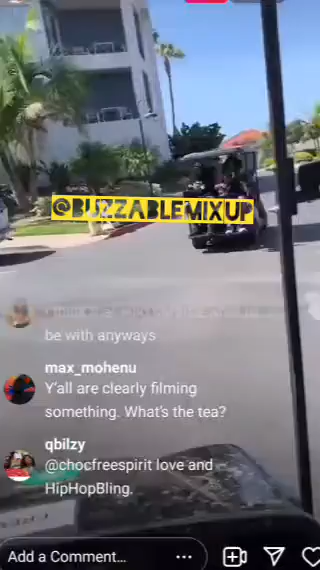 @BUZZABLEMIXUP
be with anyways
max_mohenu
Y'all are clearly filming
something. What's the tea?
qbilzy
@chocfreespirit love and
HipHopBling.
Add a Comment...